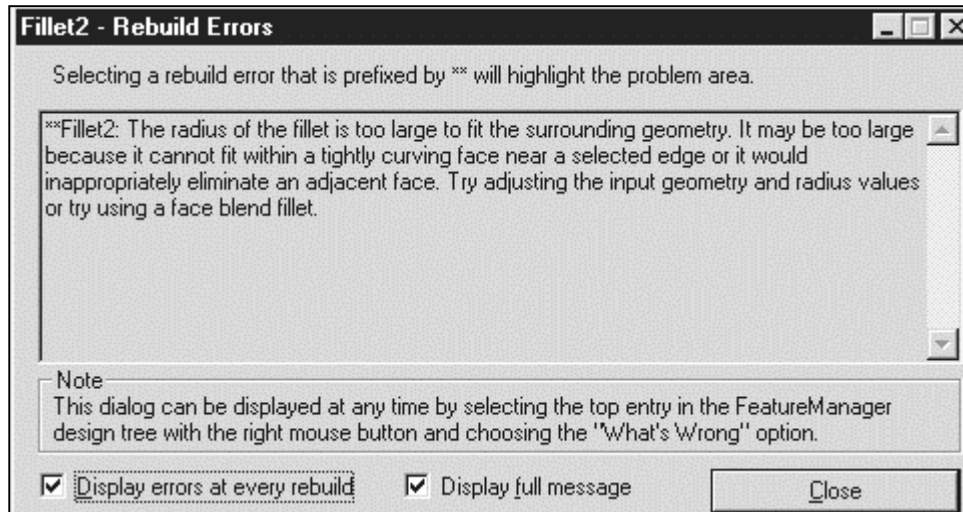 Fillet2 - Rebuild Errors
Selecting a rebuild error that is prefixed by ** will highlight the problem area.
**Fillet2: The radius of the fillet is too large to fit the surrounding geometry. It may be too large
because it cannot fit within a tightly curving face near a selected edge or it would
inappropriately eliminate an adjacent face. Try adjusting the input geometry and radius values
or try using a face blend fillet.
Note
This dialog can be displayed at any time by selecting the top entry in the FeatureManager
design tree with the right mouse button and choosing the "What's Wrong" option.
Display errors at every rebuild
Display full message
Close